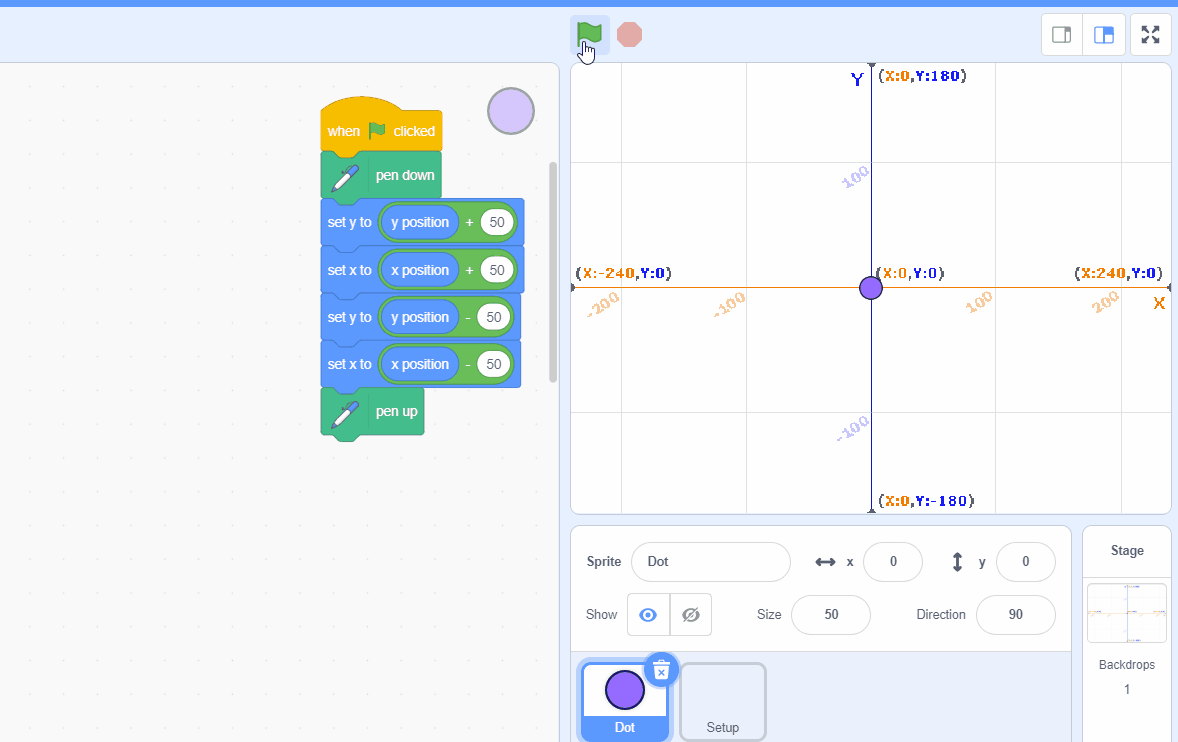 when clicked
pen down
set y to y position + 50
set x to x position + 50
set y to y position - 50
set x to x position - 50
pen up
Y (X:0,Y:180)
100
(X:-240,Y:0) (X:0,Y:0) (X:240,Y:0)
-200 -100 100 200 X
-100
(X:0,Y:-180)
Sprite Dot x 0 y 0
Show Size 50 Direction 90
Dot
Setup
Stage
Backdrops
1